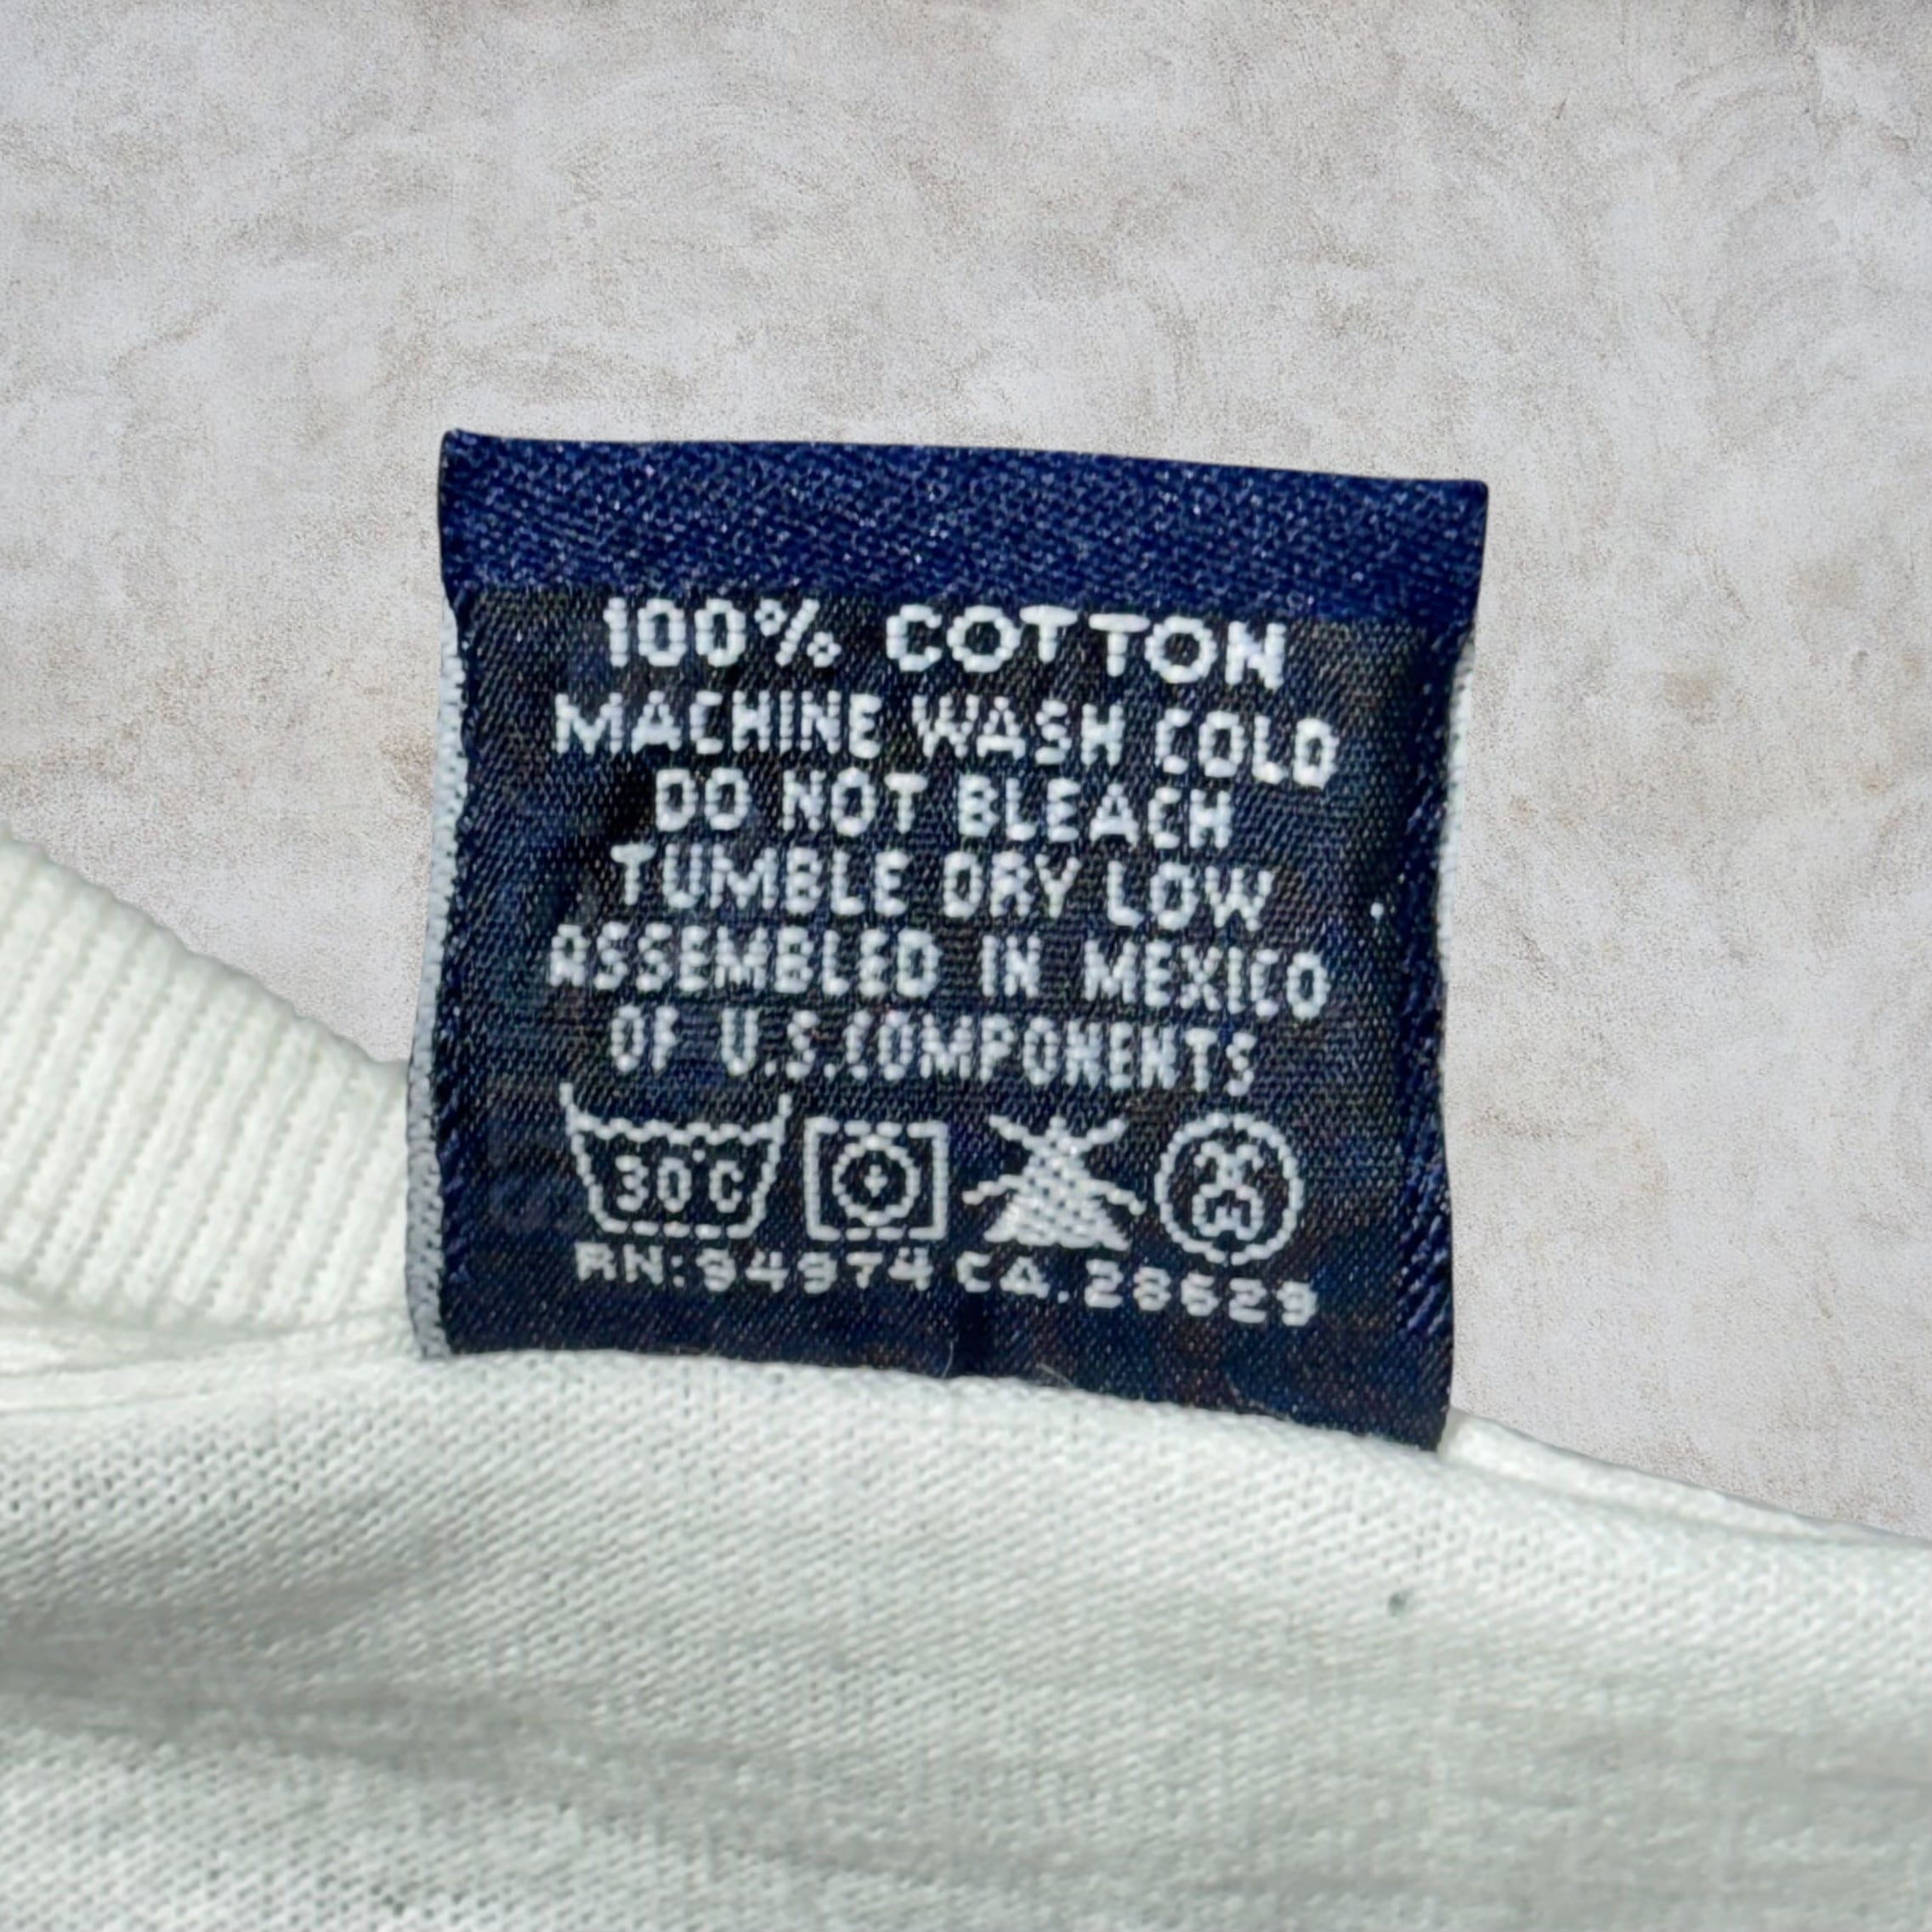 100% COTTON
MACHINE WASH COLD
DO NOT BLEACH
TUMBLE DRY LOW
ASSEMBLED IN MEXICO
OF U.S.COMPONENTS
30°C
RN:94974 CA.28629